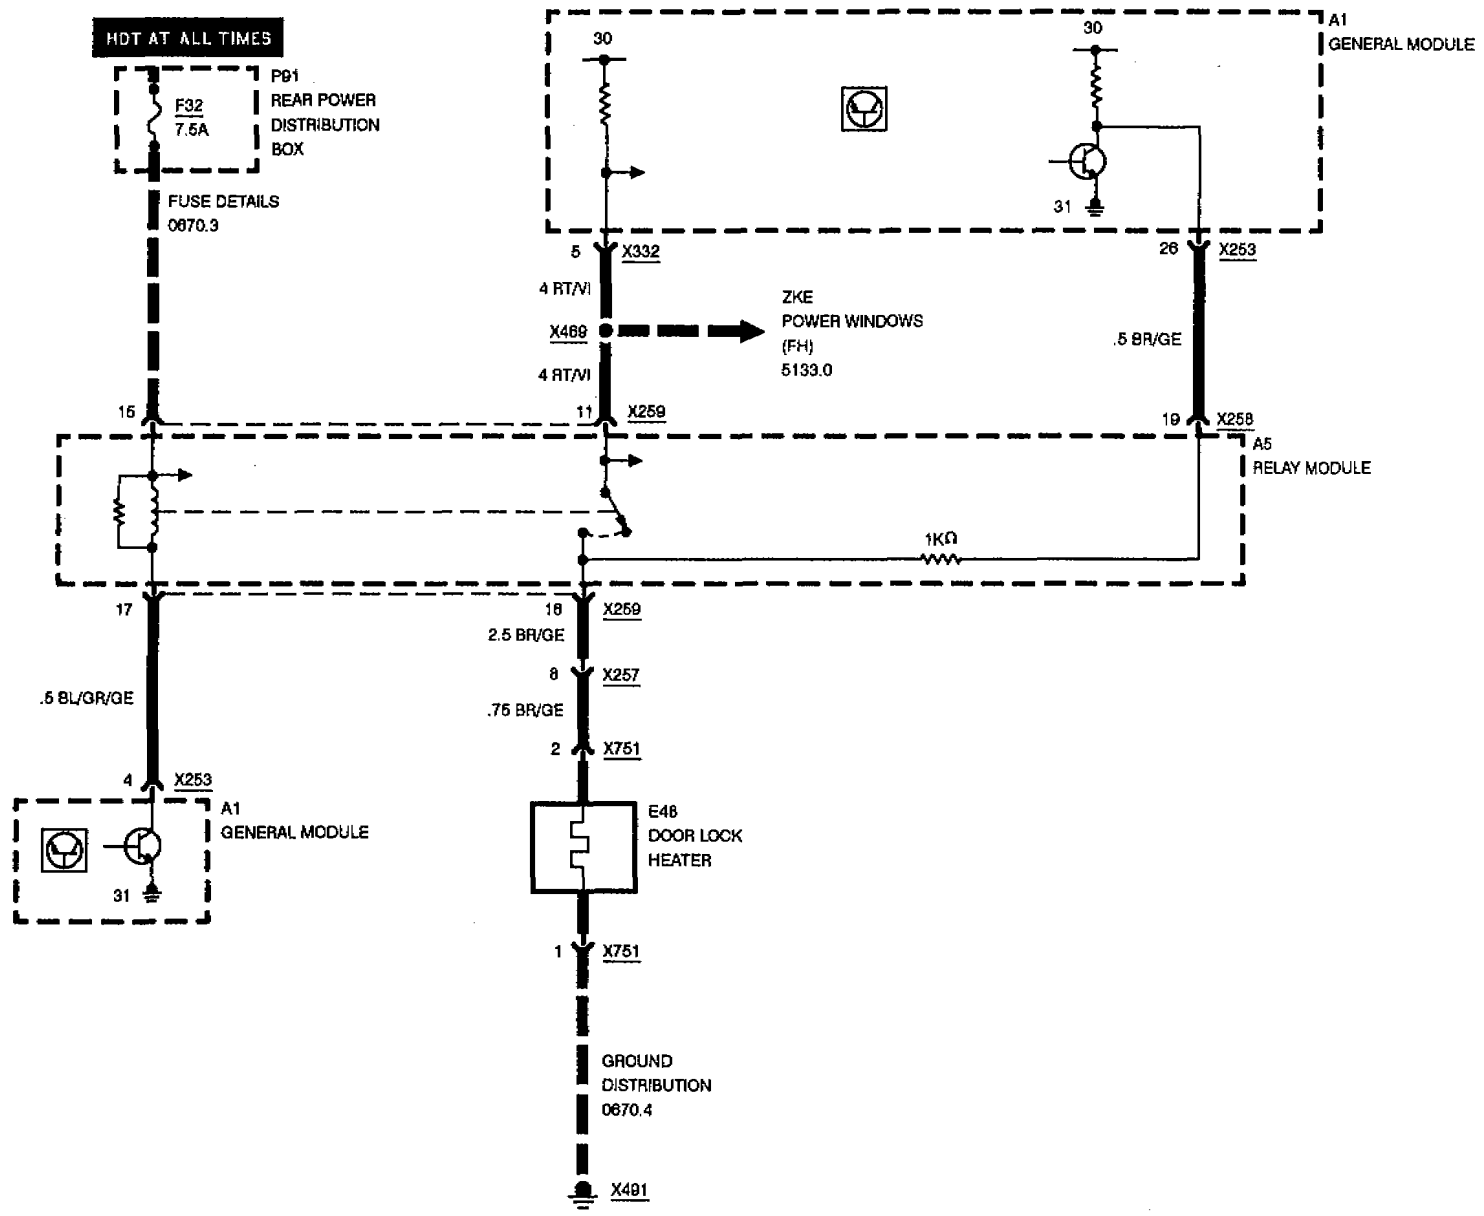 HOT AT ALL TIMES
P91
REAR POWER
DISTRIBUTION
BOX
F32
7.5A
FUSE DETAILS
0670.3
30
30
31
A1
GENERAL MODULE
5
X332
26
X253
4 RT/VI
X469
ZKE
POWER WINDOWS
(FH)
5133.0
.5 BR/GE
4 RT/VI
15
11
X259
19
X258
A5
RELAY MODULE
1KΩ
17
18
X259
2.5 BR/GE
8
X257
.5 BL/GR/GE
.75 BR/GE
2
X751
4
X253
A1
GENERAL MODULE
31
E48
DOOR LOCK
HEATER
1
X751
GROUND
DISTRIBUTION
0670.4
X491